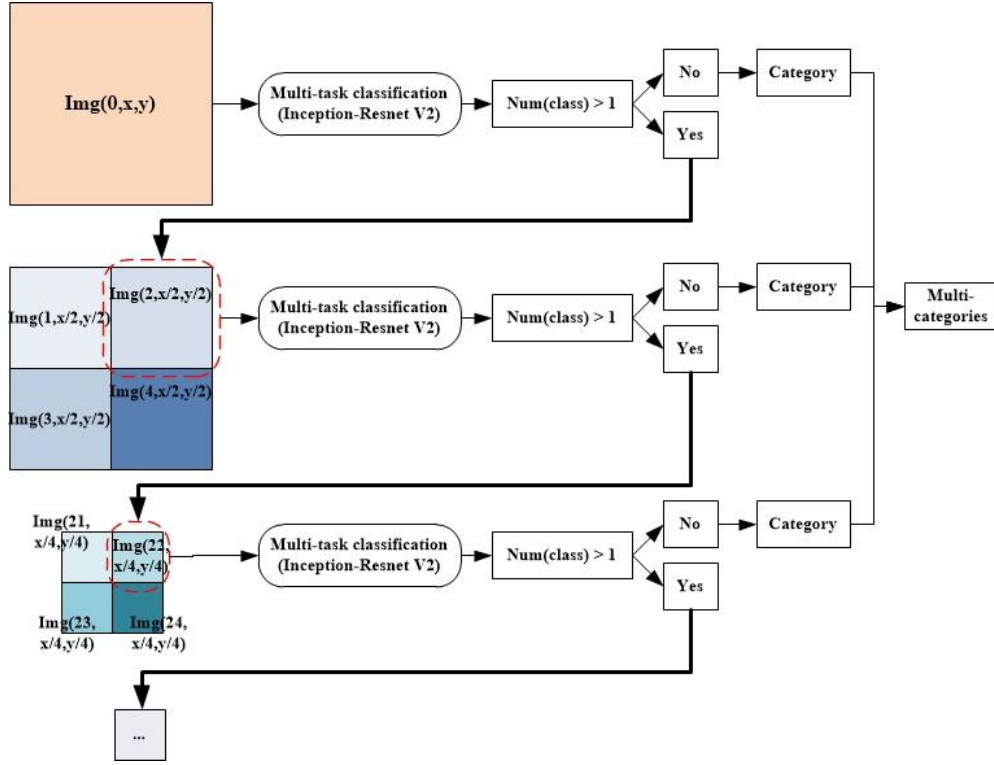 Img(0,x,y)
Multi-task classification
(Inception-Resnet V2)
Num(class) > 1
No
Category
Yes
Img(1,x/2,y/2)
Img(2,x/2,y/2)
Img(3,x/2,y/2)
Img(4,x/2,y/2)
Multi-task classification
(Inception-Resnet V2)
Num(class) > 1
No
Category
Yes
Multi-
categories
Img(21,
x/4,y/4)
Img(22,
x/4,y/4)
Img(23,
x/4,y/4)
Img(24,
x/4,y/4)
Multi-task classification
(Inception-Resnet V2)
Num(class) > 1
No
Category
Yes
...